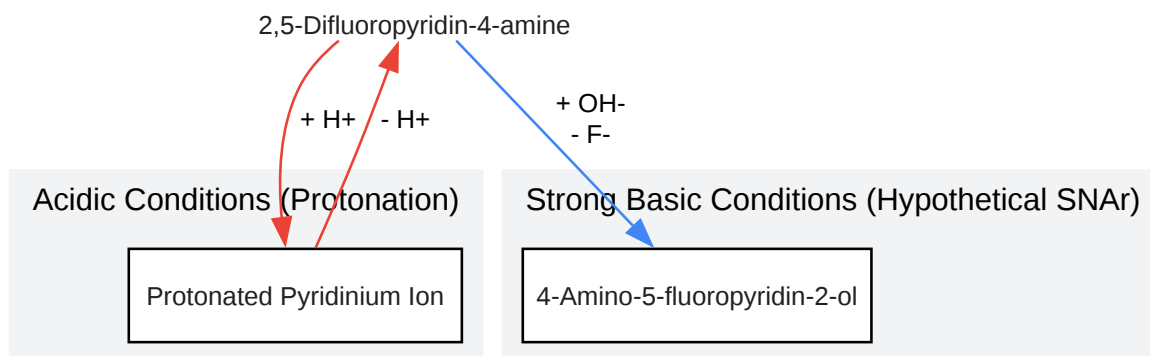 2,5-Difluoropyridin-4-amine
+ H+
- H+
+ OH-
- F-
Acidic Conditions (Protonation)
Strong Basic Conditions (Hypothetical SNAr)
Protonated Pyridinium Ion
4-Amino-5-fluoropyridin-2-ol